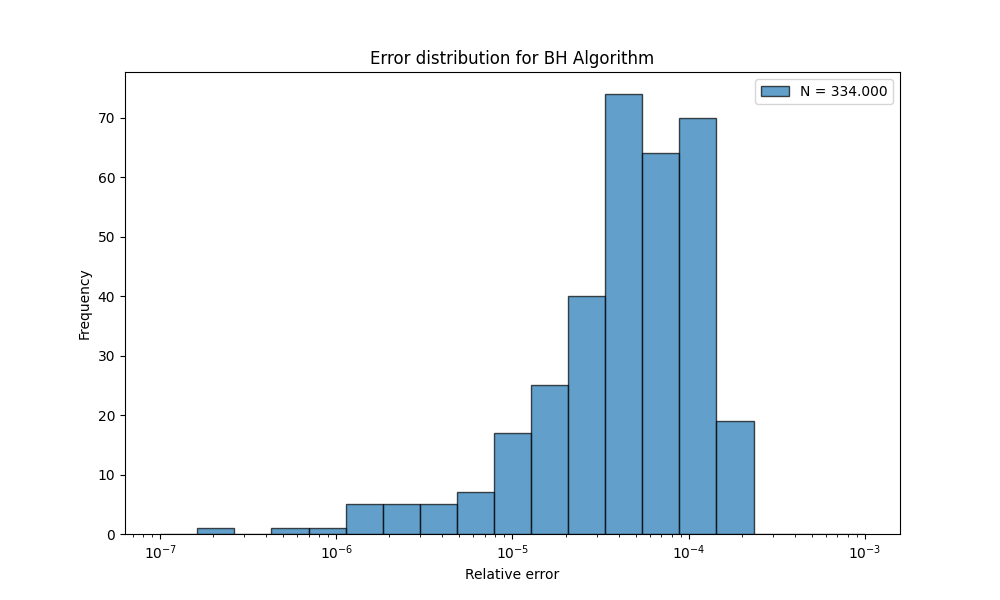 Error distribution for BH Algorithm
N = 334.000
Frequency
70
60
50
40
30
20
10
0
10⁻⁷ 10⁻⁶ 10⁻⁵ 10⁻⁴ 10⁻³
Relative error